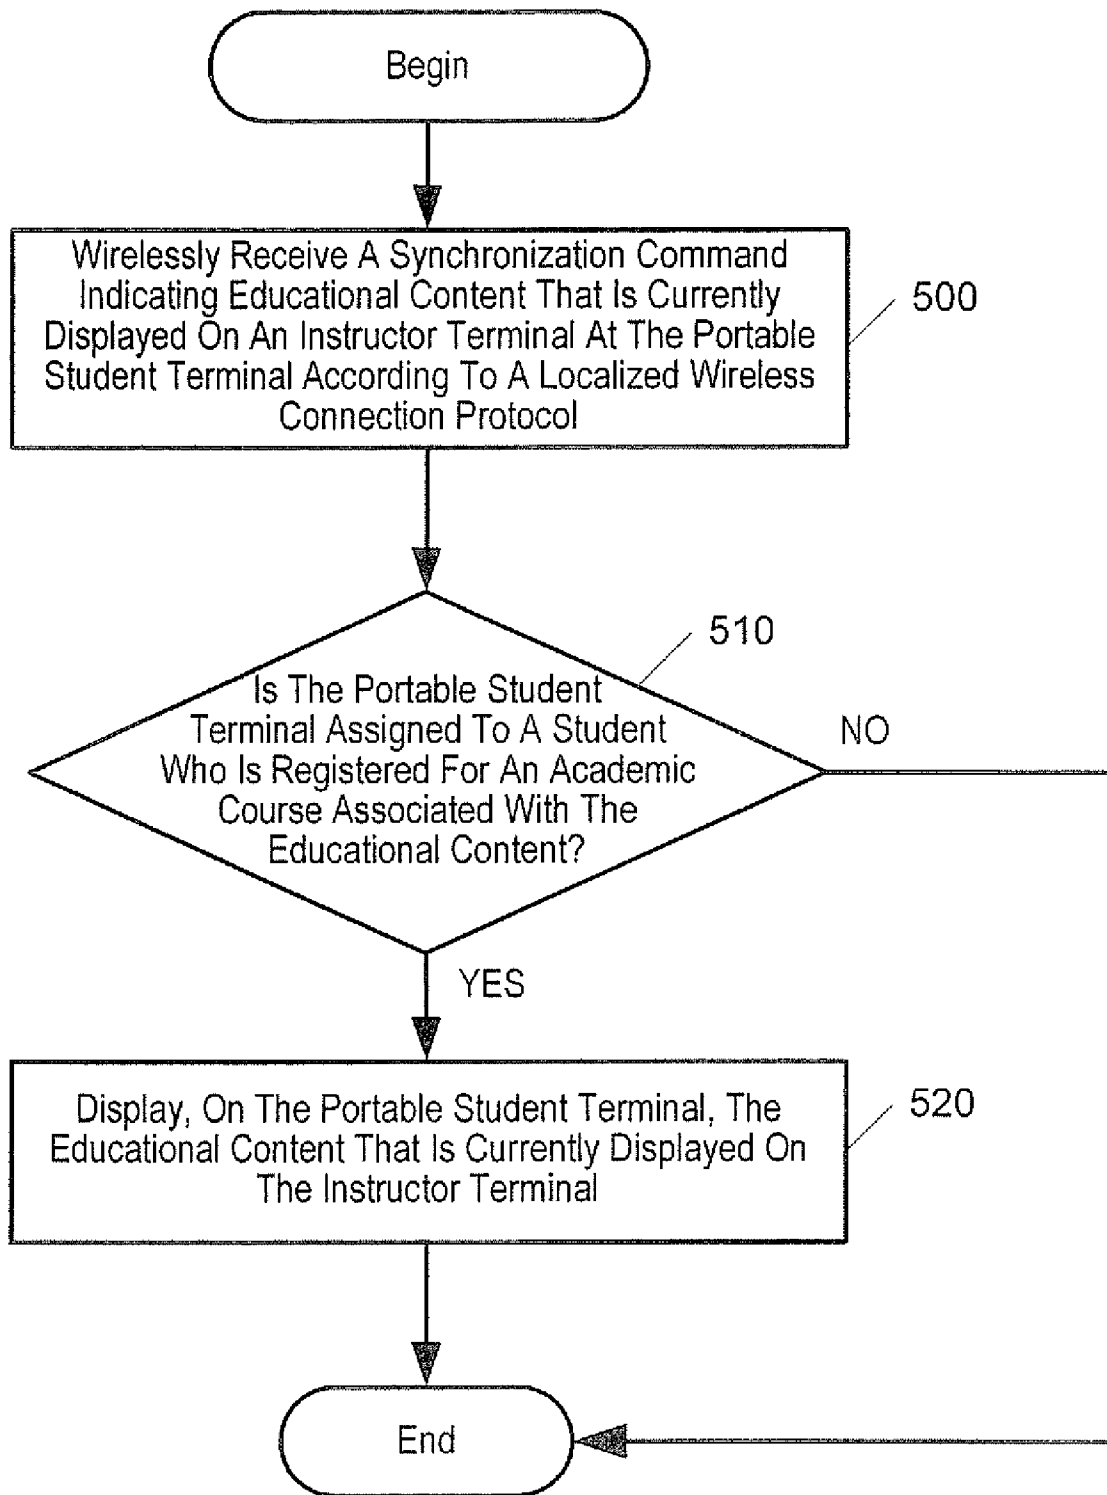 Begin
Wirelessly Receive A Synchronization Command
Indicating Educational Content That Is Currently
Displayed On An Instructor Terminal At The Portable
Student Terminal According To A Localized Wireless
Connection Protocol
500
510
Is The Portable Student
Terminal Assigned To A Student
Who Is Registered For An Academic
Course Associated With The
Educational Content?
NO
YES
Display, On The Portable Student Terminal, The
Educational Content That Is Currently Displayed On
The Instructor Terminal
520
End